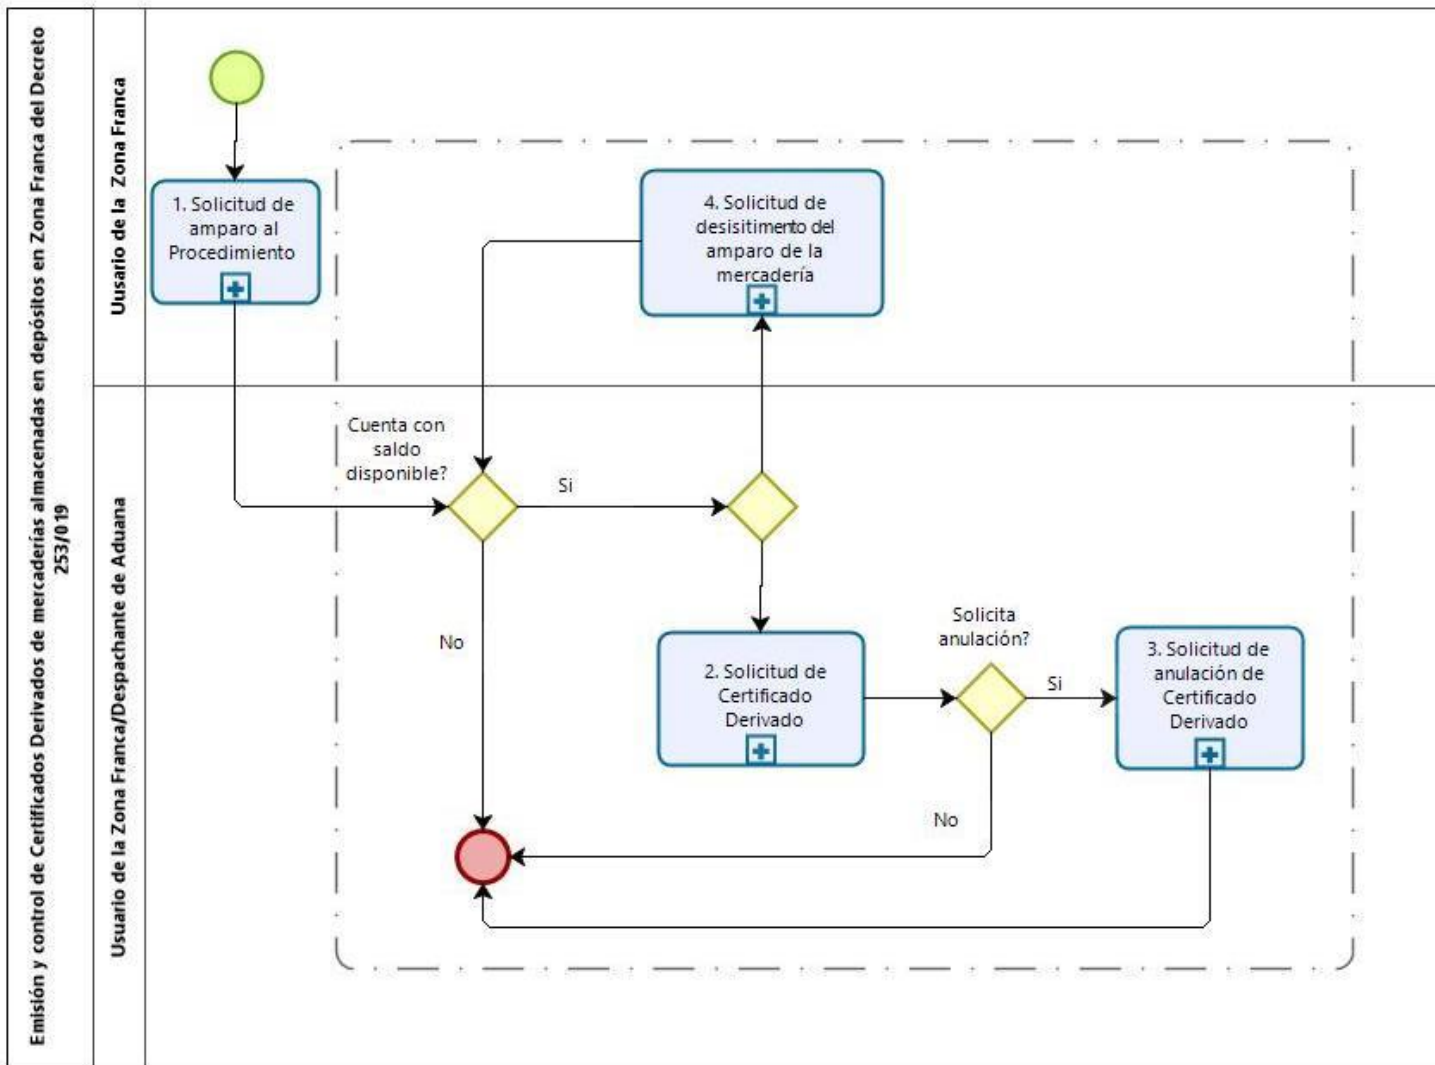 Emisión y control de Certificados Derivados de mercaderías almacenadas en depósitos en Zona Franca del Decreto
253/019
Uusario de la Zona Franca
1. Solicitud de
amparo al
Procedimiento
4. Solicitud de
desisitimento del
amparo de la
mercadería
Usuario de la Zona Franca/Despachante de Aduana
Cuenta con
saldo
disponible?
Si
No
2. Solicitud de
Certificado
Derivado
Solicita
anulación?
Si
No
3. Solicitud de
anulación de
Certificado
Derivado